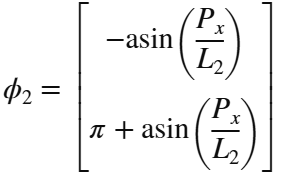 ϕ₂ = [ −asin(Pₓ / L₂)
π + asin(Pₓ / L₂) ]